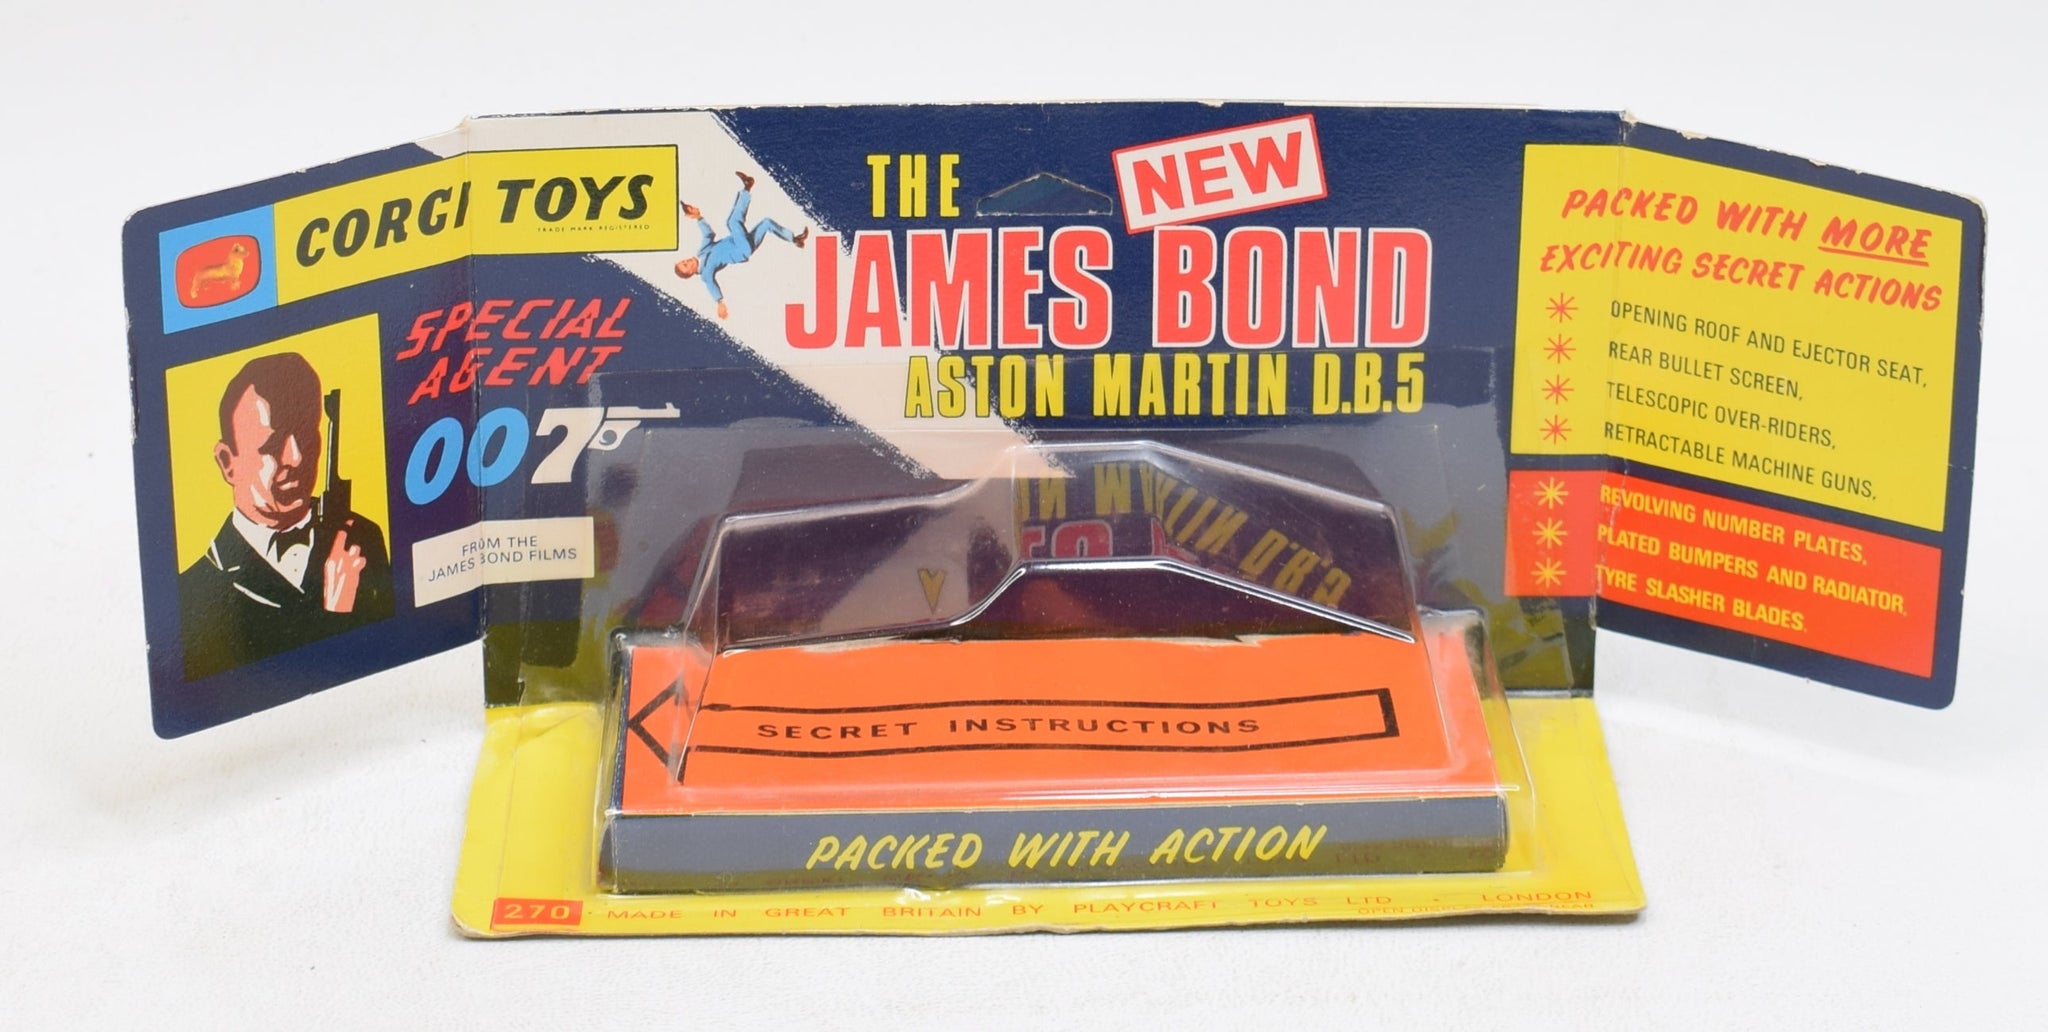 CORGI TOYS
TRADE MARK REGISTERED
SPECIAL
AGENT
007
FROM THE
JAMES BOND FILMS
THE
NEW
JAMES BOND
ASTON MARTIN D.B.5
PACKED WITH MORE
EXCITING SECRET ACTIONS
OPENING ROOF AND EJECTOR SEAT,
REAR BULLET SCREEN,
TELESCOPIC OVER-RIDERS,
RETRACTABLE MACHINE GUNS,
REVOLVING NUMBER PLATES,
PLATED BUMPERS AND RADIATOR,
TYRE SLASHER BLADES.
SECRET INSTRUCTIONS
PACKED WITH ACTION
270 · MADE IN GREAT BRITAIN BY PLAYCRAFT TOYS LTD · LONDON
OPEN